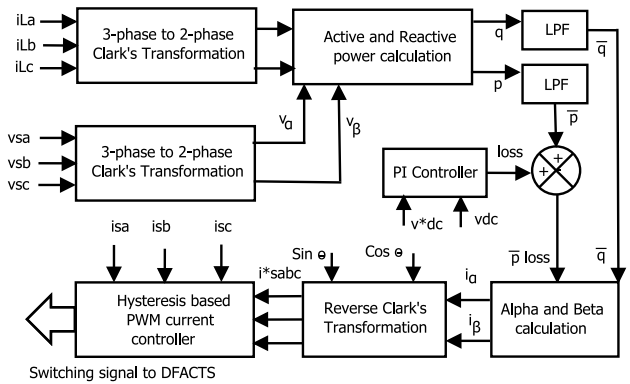 iLa
iLb
iLc
3-phase to 2-phase
Clark's Transformation
Active and Reactive
power calculation
q
LPF
q̅
p
LPF
p̅
vα
vβ
vsa
vsb
vsc
3-phase to 2-phase
Clark's Transformation
PI Controller
loss
+
+
v*dc
vdc
isa
isb
isc
Sin ɵ
Cos ɵ
p̅ loss
q̅
i*sabc
iα
iβ
Hysteresis based
PWM current
controller
Reverse Clark's
Transformation
Alpha and Beta
calculation
Switching signal to DFACTS